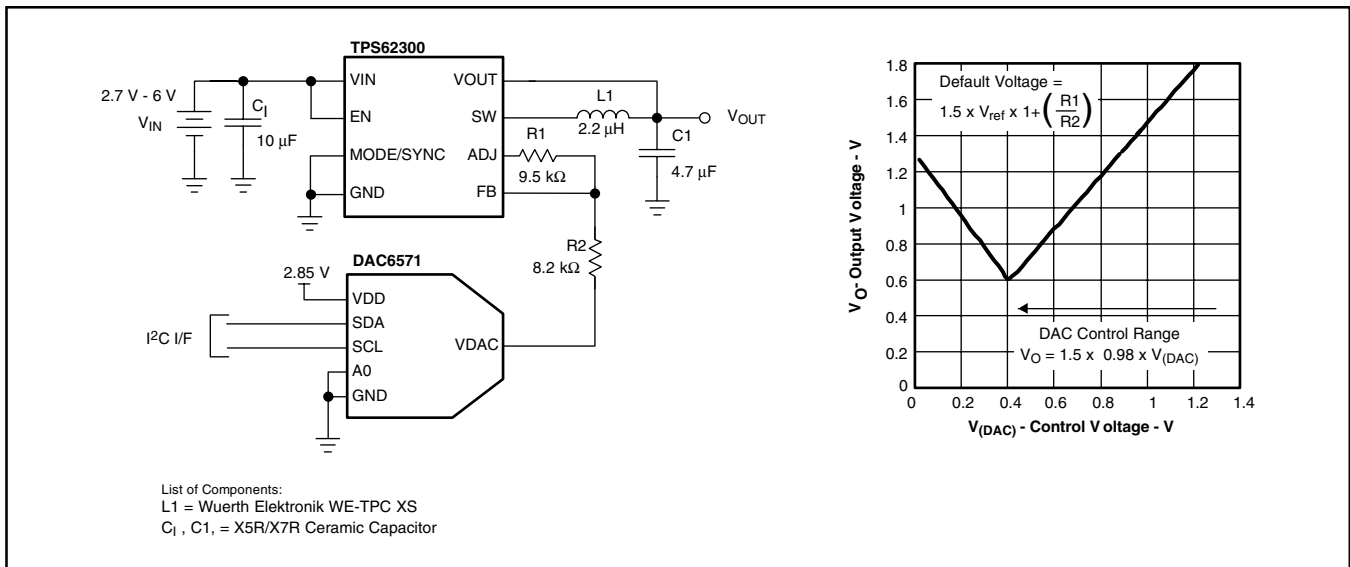 TPS62300
VIN
EN
MODE/SYNC
GND
VOUT
SW
ADJ
FB
2.7 V - 6 V
VIN
CI
10 µF
L1
2.2 µH
R1
9.5 kΩ
C1
4.7 µF
VOUT
R2
8.2 kΩ
DAC6571
2.85 V
VDD
SDA
SCL
A0
GND
VDAC
I2C I/F
List of Components:
L1 = Wuerth Elektronik WE-TPC XS
CI , C1, = X5R/X7R Ceramic Capacitor
VO- Output V oltage - V
1.8
1.6
1.4
1.2
1
0.8
0.6
0.4
0.2
0
Default Voltage =
1.5 x Vref x 1+(R1/R2)
DAC Control Range
VO = 1.5 x 0.98 x V(DAC)
0 0.2 0.4 0.6 0.8 1 1.2 1.4
V(DAC) - Control V oltage - V